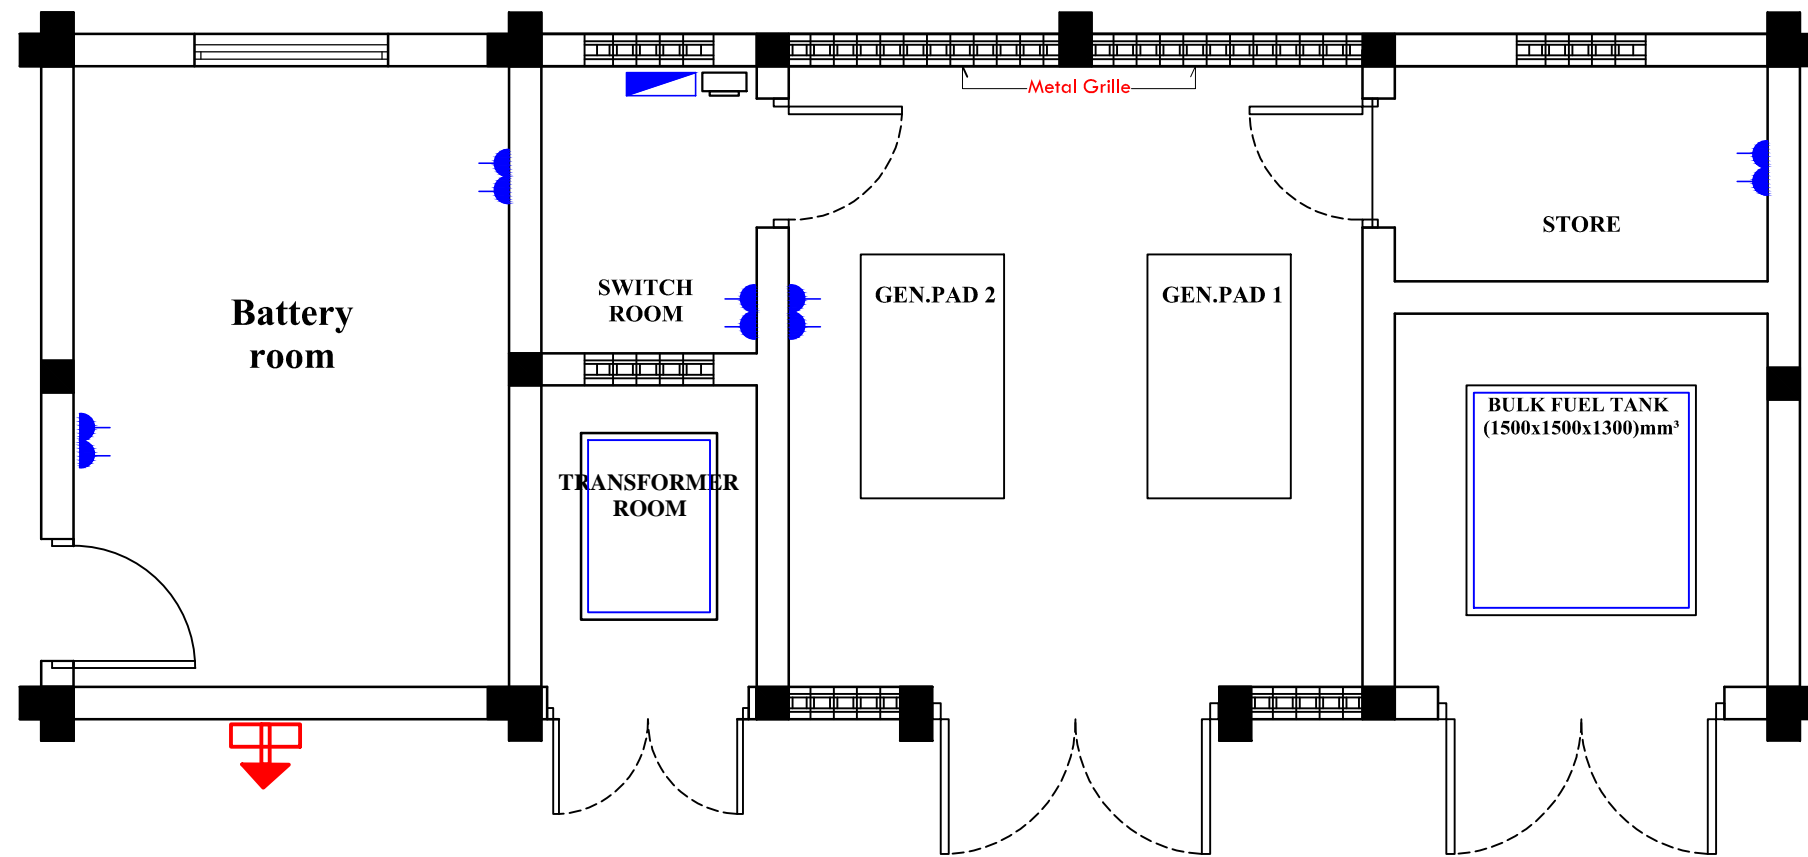 Metal Grille
STORE
SWITCH
ROOM
GEN.PAD 2
GEN.PAD 1
Battery
room
BULK FUEL TANK
(1500x1500x1300)mm³
TRANSFORMER
ROOM